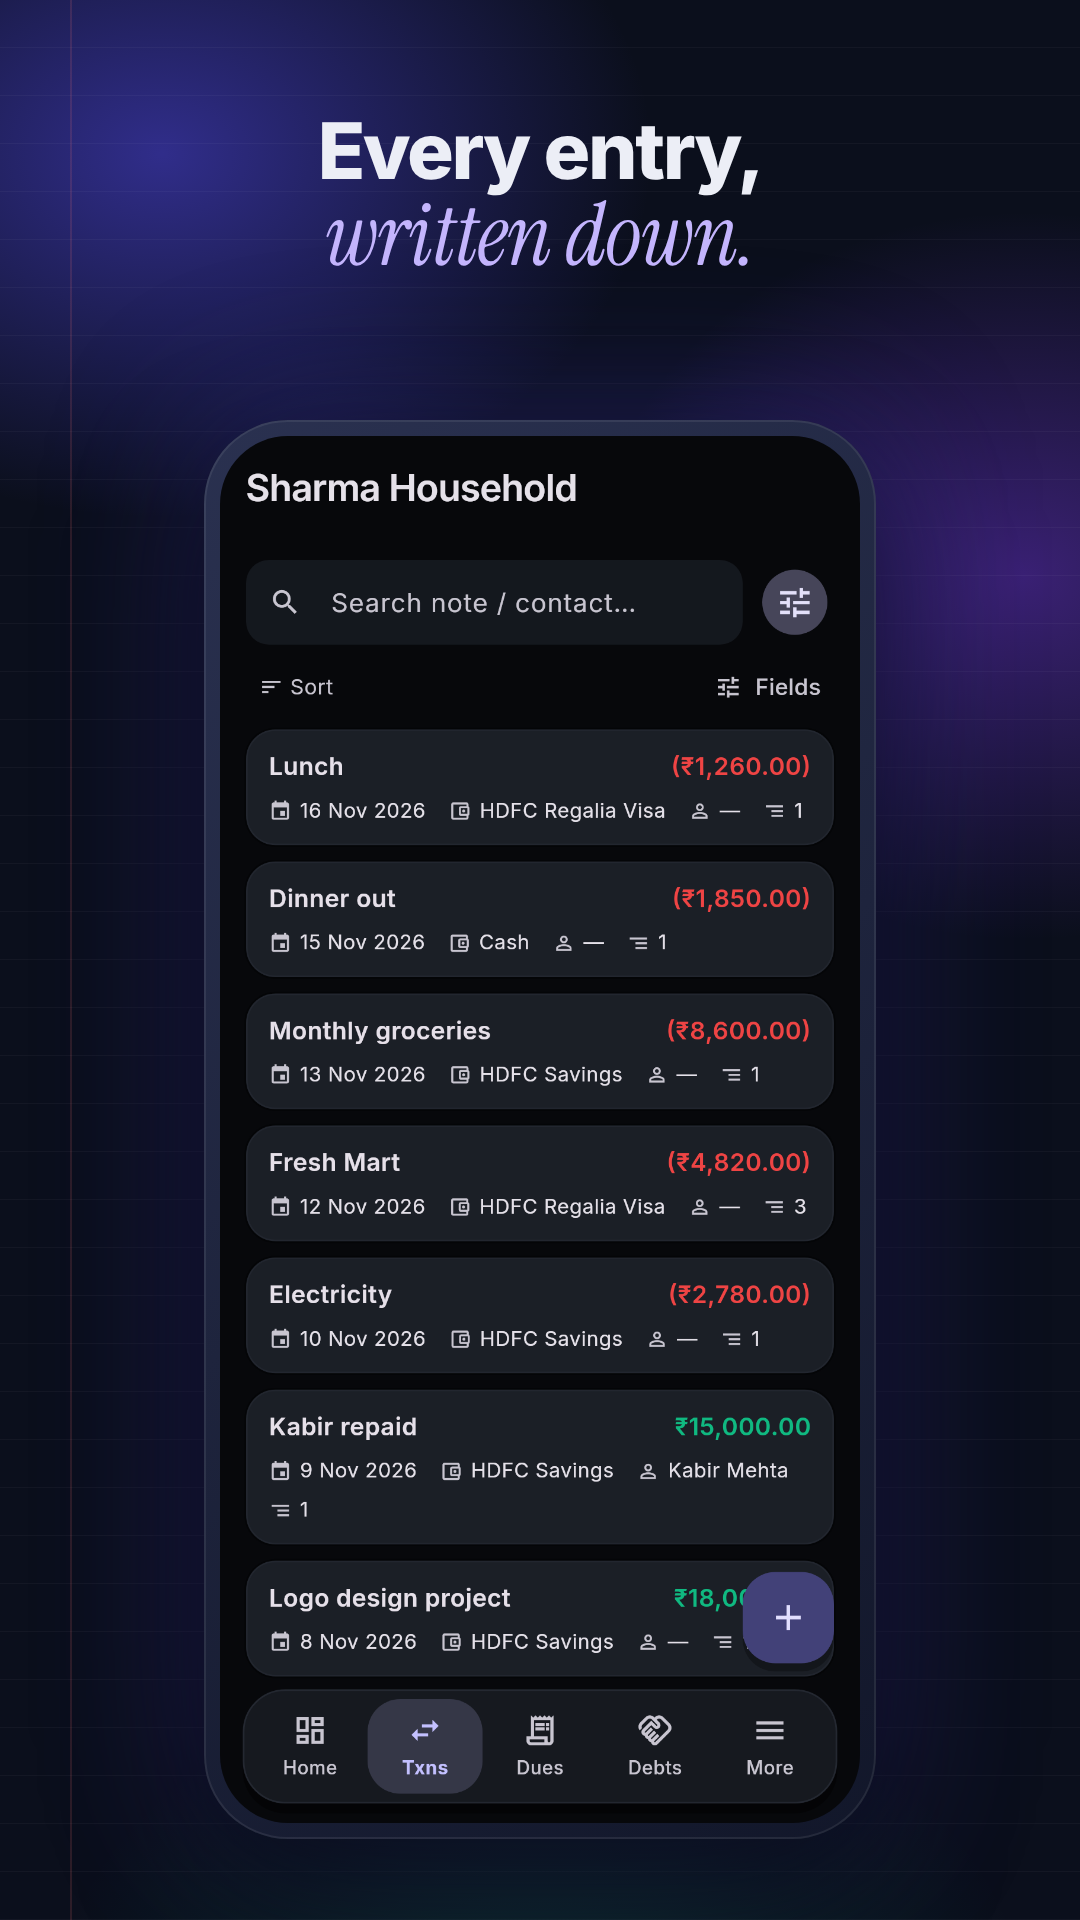 Every entry,
written down.
Sharma Household
Search note / contact...
Sort Fields
Lunch (₹1,260.00)
16 Nov 2026 HDFC Regalia Visa — 1
Dinner out (₹1,850.00)
15 Nov 2026 Cash — 1
Monthly groceries (₹8,600.00)
13 Nov 2026 HDFC Savings — 1
Fresh Mart (₹4,820.00)
12 Nov 2026 HDFC Regalia Visa — 3
Electricity (₹2,780.00)
10 Nov 2026 HDFC Savings — 1
Kabir repaid ₹15,000.00
9 Nov 2026 HDFC Savings Kabir Mehta
1
Logo design project
8 Nov 2026 HDFC Savings —
Home Txns Dues Debts More